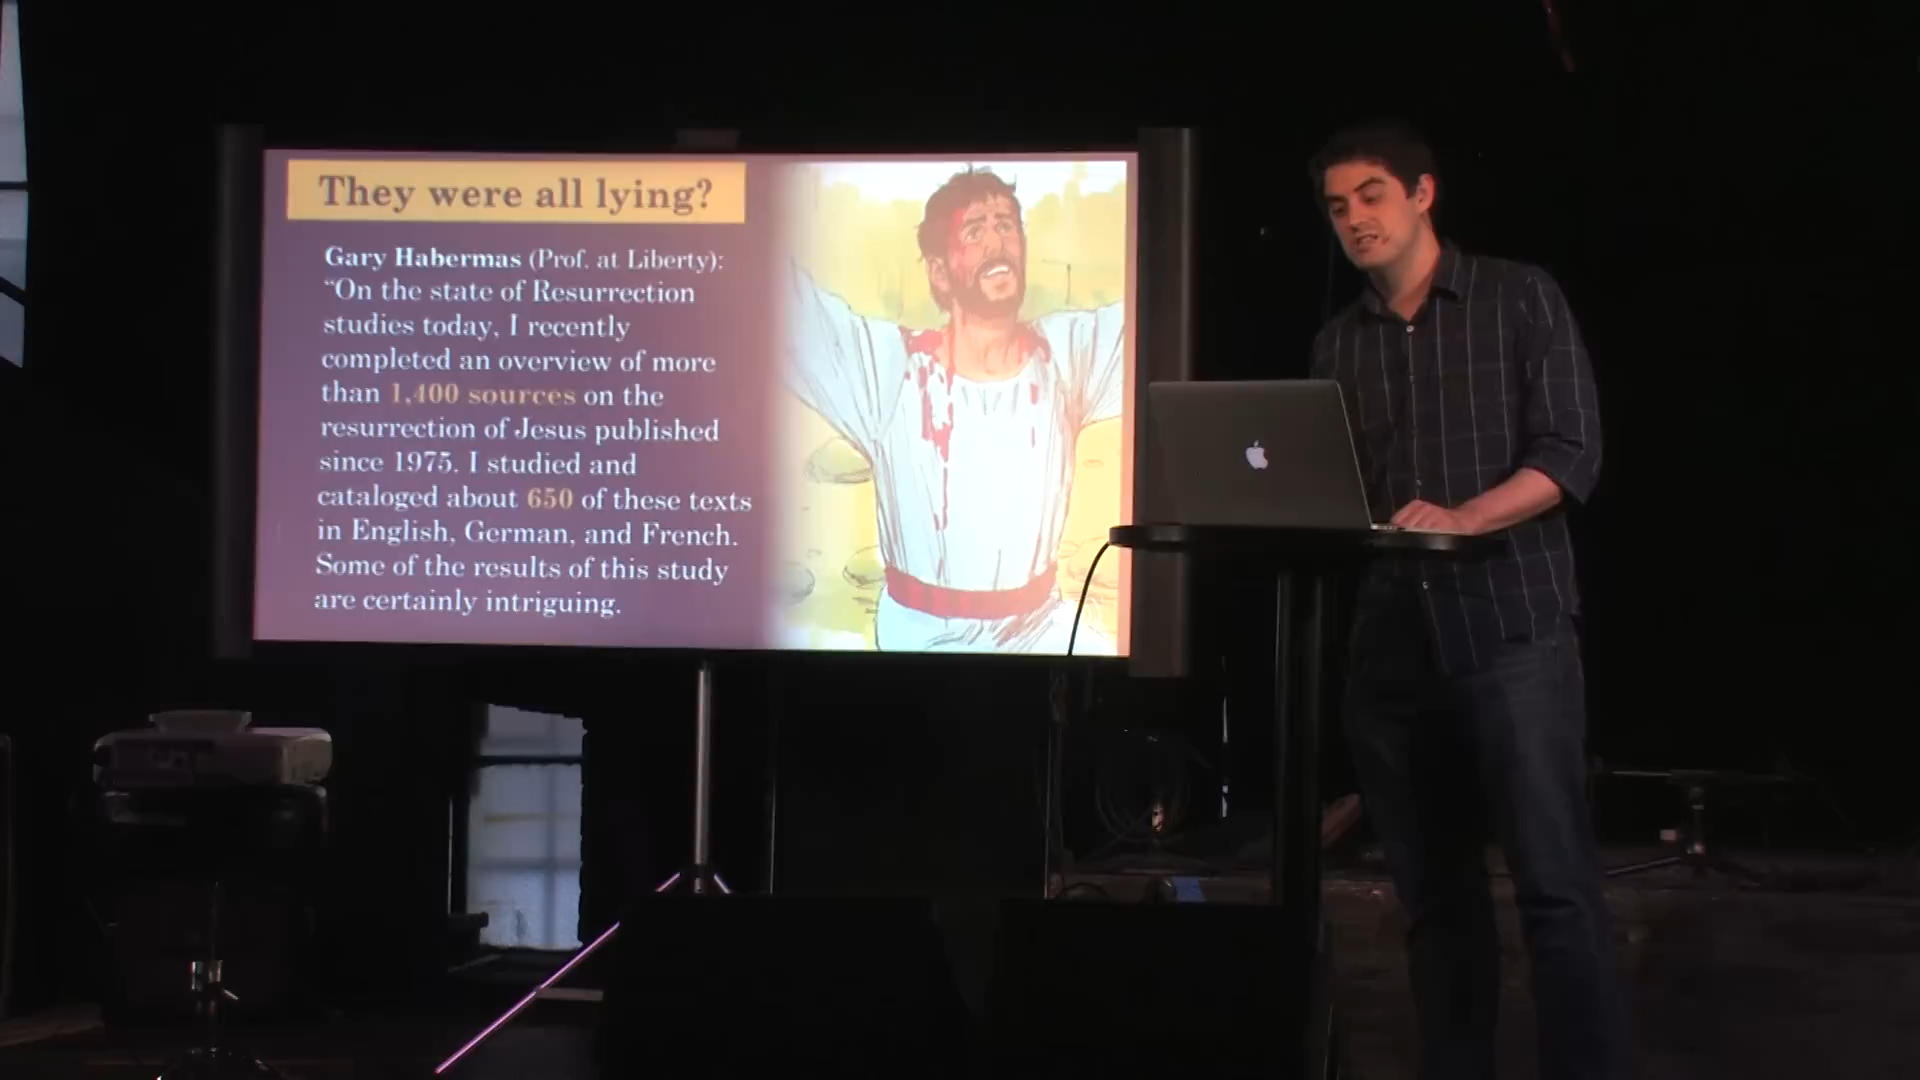 They were all lying?
Gary Habermas (Prof. at Liberty):
“On the state of Resurrection
studies today, I recently
completed an overview of more
than 1,400 sources on the
resurrection of Jesus published
since 1975. I studied and
cataloged about 650 of these texts
in English, German, and French.
Some of the results of this study
are certainly intriguing.